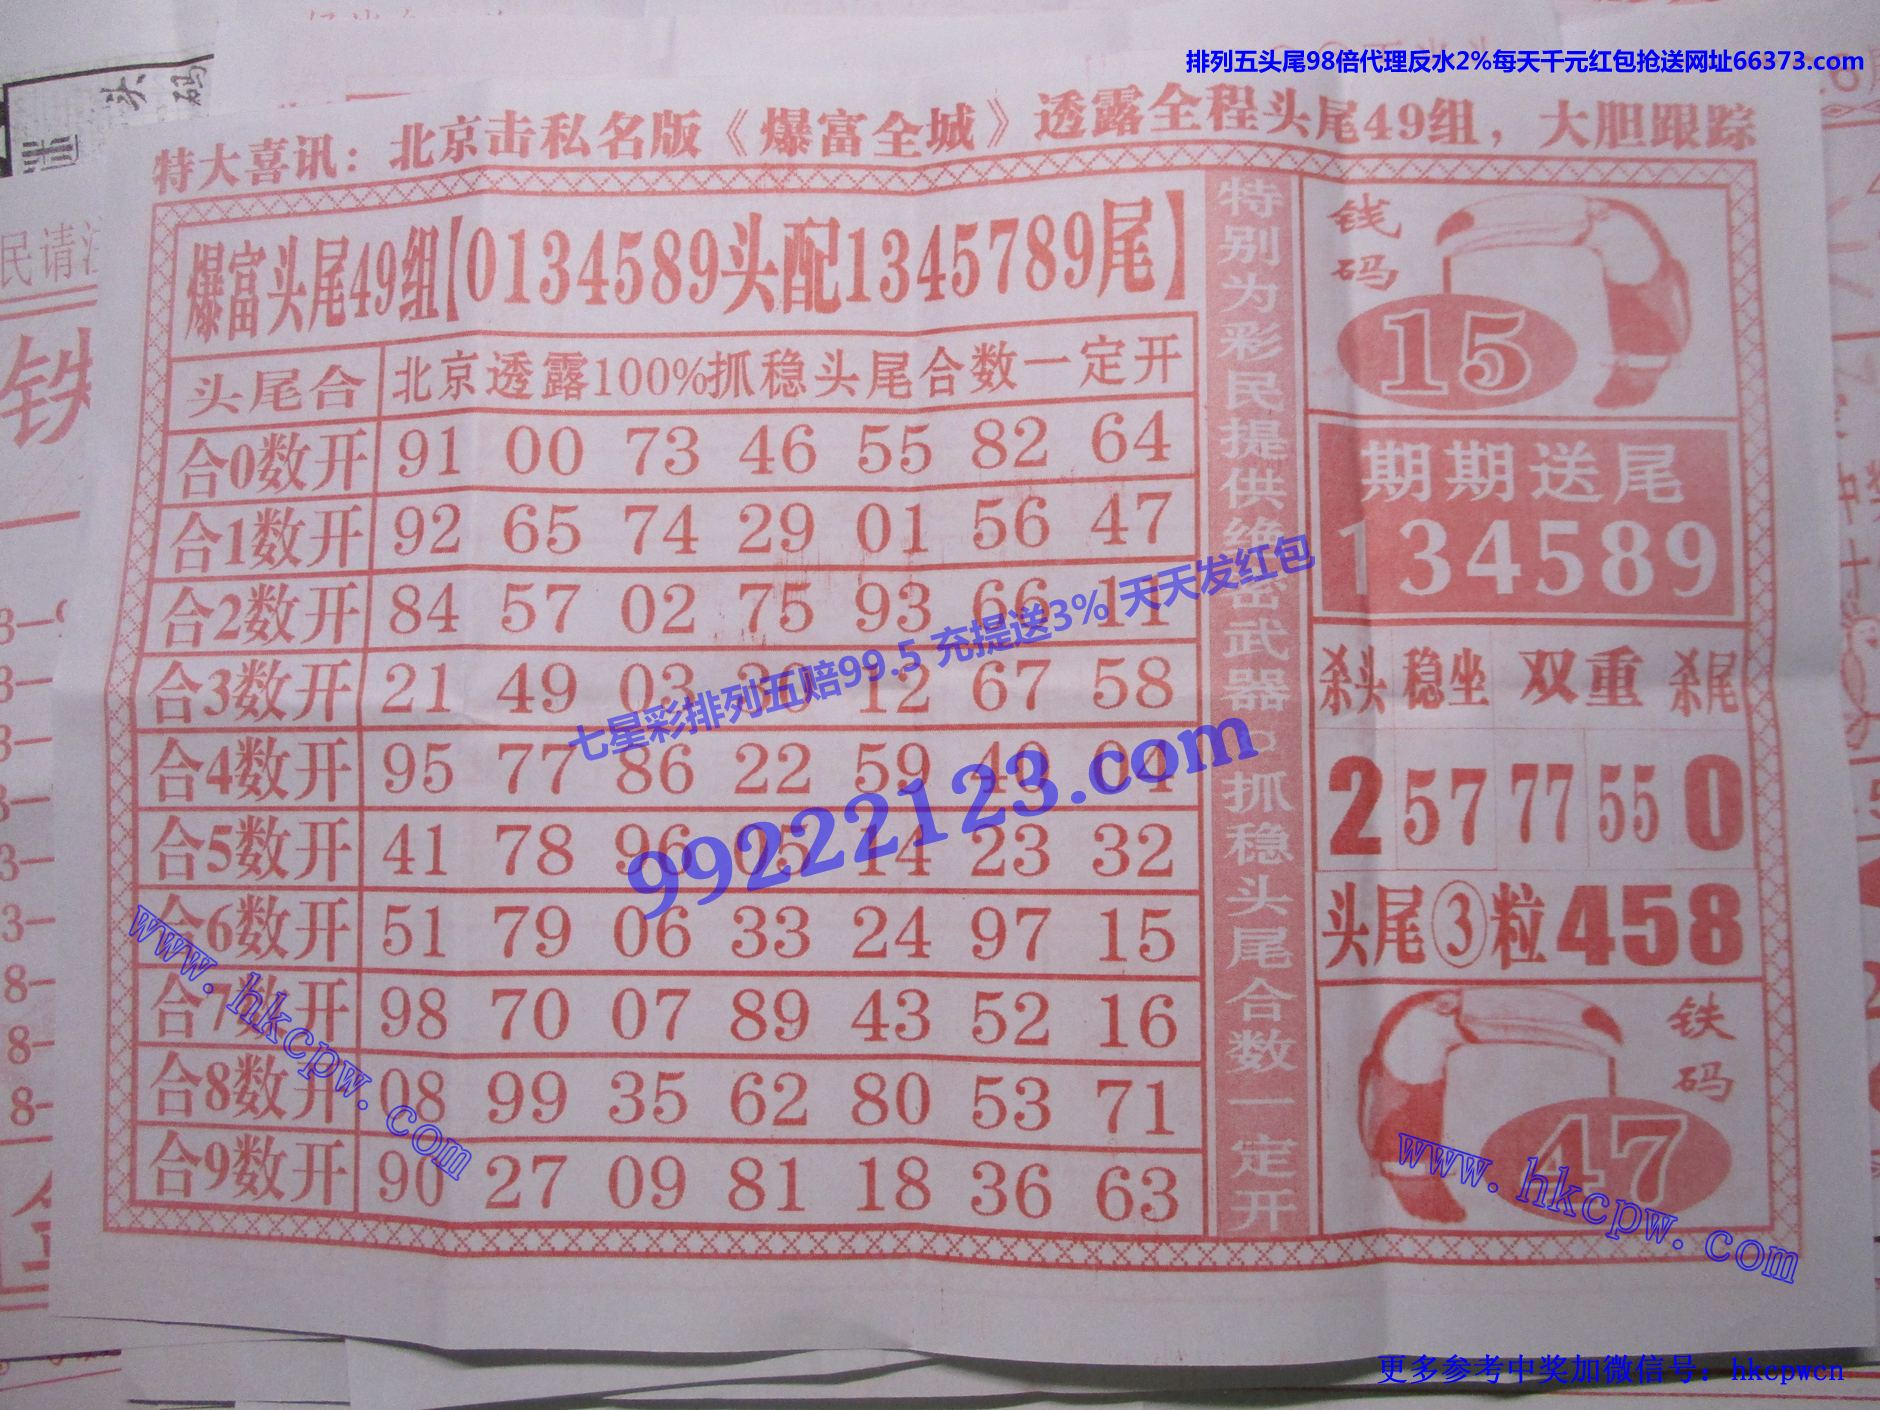 排列五头尾98倍代理反水2%每天千元红包抢送网址66373.com
头
码
特大喜讯：北京击私名版《爆富全城》透露全程头尾49组，大胆跟踪
爆富头尾49组【0134589头配1345789尾】
头尾合 北京透露100%抓稳头尾合数一定开
合0数开 91 00 73 46 55 82 64
合1数开 92 65 74 29 01 56 47
合2数开 84 57 02 75 93 66 11
合3数开 21 49 03 30 12 67 58
合4数开 95 77 86 22 59 40 04
合5数开 41 78 96 05 14 23 32
合6数开 51 79 06 33 24 97 15
合7数开 98 70 07 89 43 52 16
合8数开 08 99 35 62 80 53 71
合9数开 90 27 09 81 18 36 63
特别为彩民提供绝密武器。抓稳头尾合数一定开
钱码
15
期期送尾
134589
杀头 稳坐 双重 杀尾
2 57 77 55 0
头尾③粒458
铁码
47
七星彩排列五赔99.5 充提送3% 天天发红包
99222123.com
www.hkcpw.com
www.hkcpw.com
更多参考中奖加微信号：hkcpwcn
民请
铁